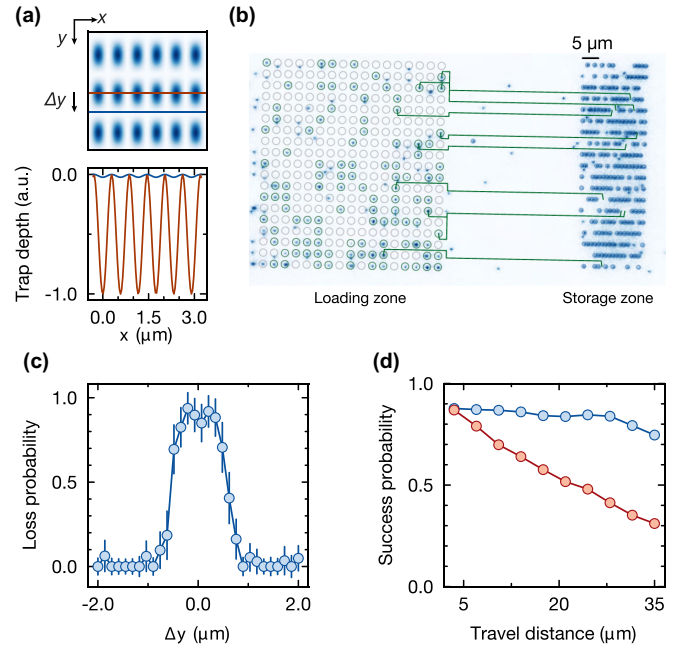 (a)
x
y
Δy
0.0
-1.0
Trap depth (a.u.)
0.0 1.5 3.0
x (μm)
(b)
5 μm
Loading zone
Storage zone
(c)
1.0
0.5
0.0
Loss probability
-2.0 0.0 2.0
Δy (μm)
(d)
1.0
0.5
0.0
Success probability
5 20 35
Travel distance (μm)